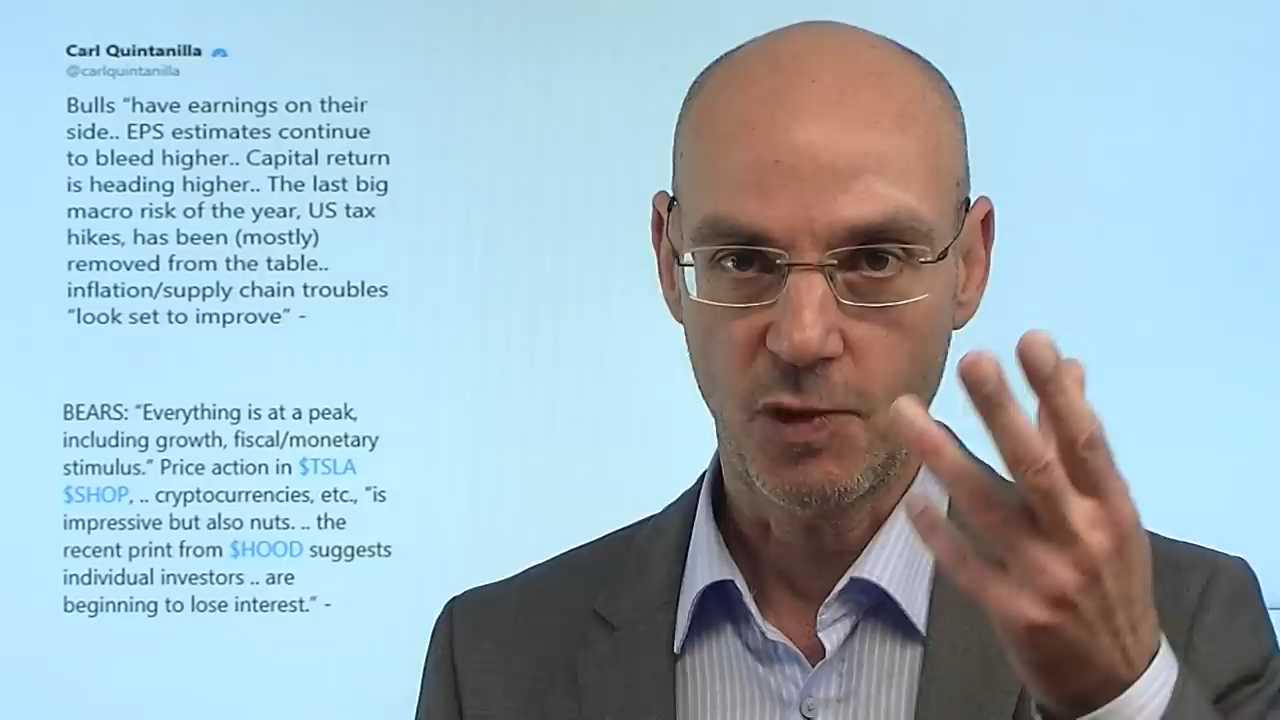 Carl Quintanilla
@carlquintanilla
Bulls “have earnings on their
side.. EPS estimates continue
to bleed higher.. Capital return
is heading higher.. The last big
macro risk of the year, US tax
hikes, has been (mostly)
removed from the table..
inflation/supply chain troubles
“look set to improve” -
BEARS: “Everything is at a peak,
including growth, fiscal/monetary
stimulus.” Price action in $TSLA
$SHOP, .. cryptocurrencies, etc., “is
impressive but also nuts. .. the
recent print from $HOOD suggests
individual investors .. are
beginning to lose interest.” -